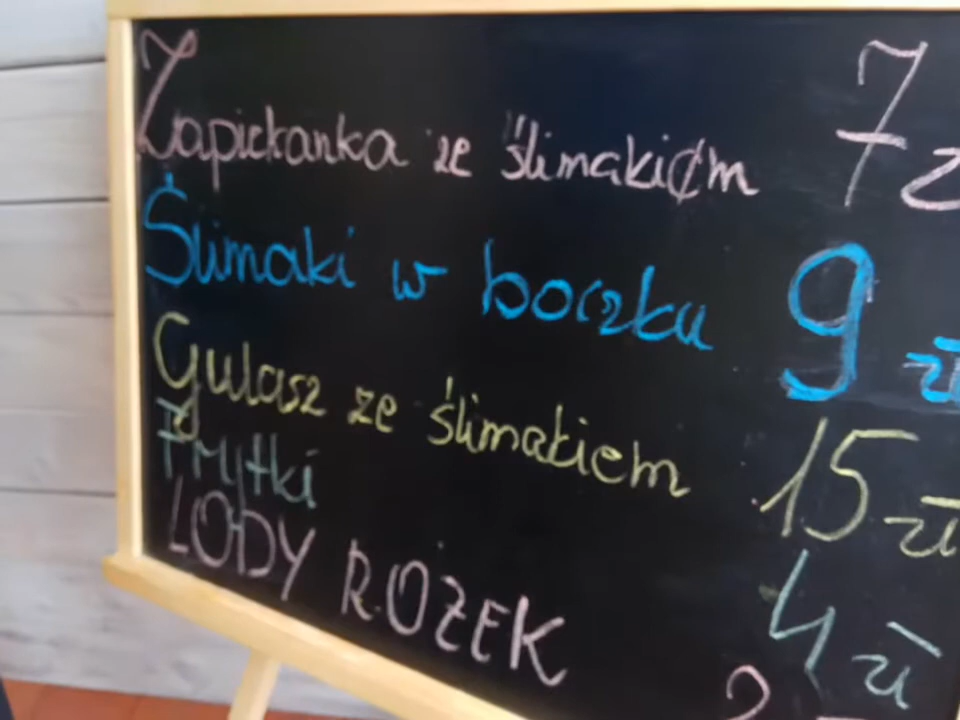 Zapiekanka ze ślimakiem 7 z
Ślimaki w boczku 9 zł
Gulasz ze ślimakiem 15 zł
Frytki 4 zł
LODY ROŻEK